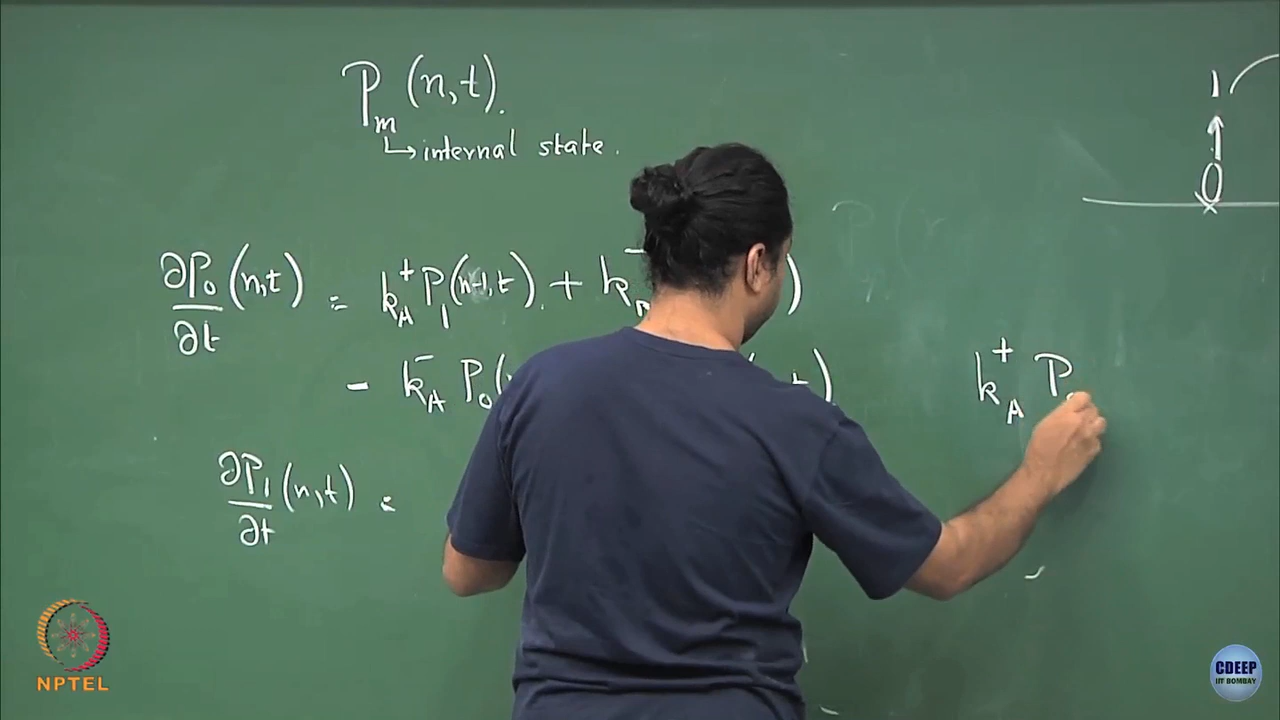 P_m (n,t).
↳ internal state.
1
0
∂P_0/∂t (n,t) = k_A^+ P_1 (n-1,t). + k^- )
- k_A^- P_0 ( t)
k_A^+ P
∂P_1/∂t (n,t) =
NPTEL
CDEEP
IIT BOMBAY